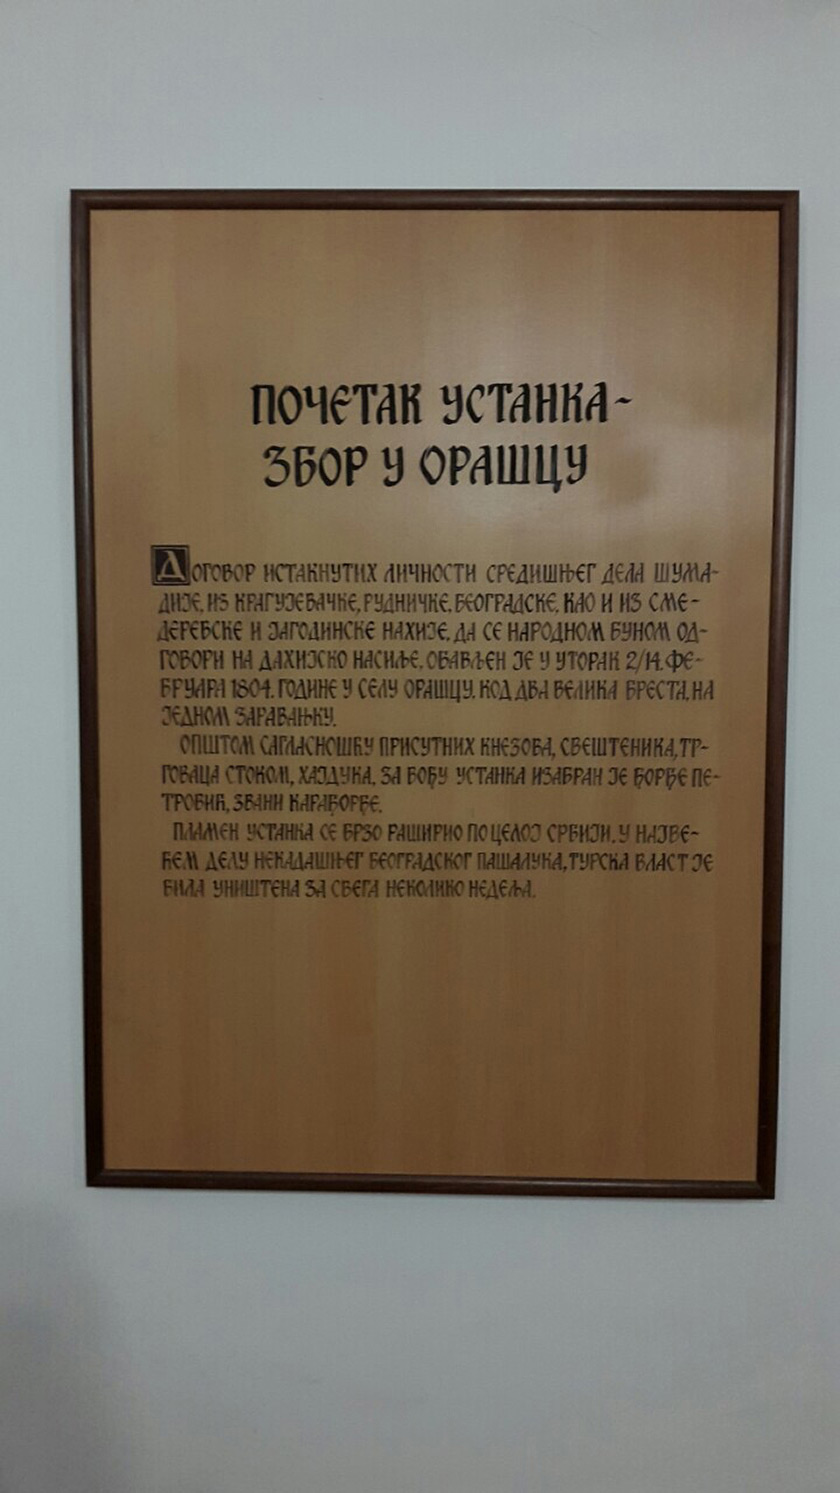 ПОЧЕТАК УСТАНКА-
ЗБОР У ОРАШЦУ
ДОГОВОР ИСТАКНУТИХ ЛИЧНОСТИ СРЕДИШЊЕГ ДЕЛА ШУМА-
ДИЈЕ, ИЗ КРАГУЈЕВАЧКЕ, РУДНИЧКЕ, БЕОГРАДСКЕ, КАО И ИЗ СМЕ-
ДЕРЕВСКЕ И ЈАГОДИНСКЕ НАХИЈЕ, ДА СЕ НАРОДНОМ БУНОМ ОД-
ГОВОРИ НА ДАХИЈСКО НАСИЉЕ, ОБАВЉЕН ЈЕ У УТОРАК 2/14. ФЕ-
БРУАРА 1804. ГОДИНЕ У СЕЛУ ОРАШЦУ, КОД ДВА ВЕЛИКА БРЕСТА, НА
ЈЕДНОМ ЗАРАВАЊКУ.
ОПШТОМ САГЛАСНОШЋУ ПРИСУТНИХ КНЕЗОВА, СВЕШТЕНИКА, ТР-
ГОВАЦА СТОКОМ, ХАЈДУКА, ЗА ВОЂУ УСТАНКА ИЗАБРАН ЈЕ ЂОРЂЕ ПЕ-
ТРОВИЋ, ЗВАНИ КАРАЂОРЂЕ.
ПЛАМЕН УСТАНКА СЕ БРЗО РАШИРИО ПО ЦЕЛОЈ СРБИЈИ. У НАЈВЕ-
ЋЕМ ДЕЛУ НЕКАДАШЊЕГ БЕОГРАДСКОГ ПАШАЛУКА, ТУРСКА ВЛАСТ ЈЕ
БИЛА УНИШТЕНА ЗА СВЕГА НЕКОЛИКО НЕДЕЉА.